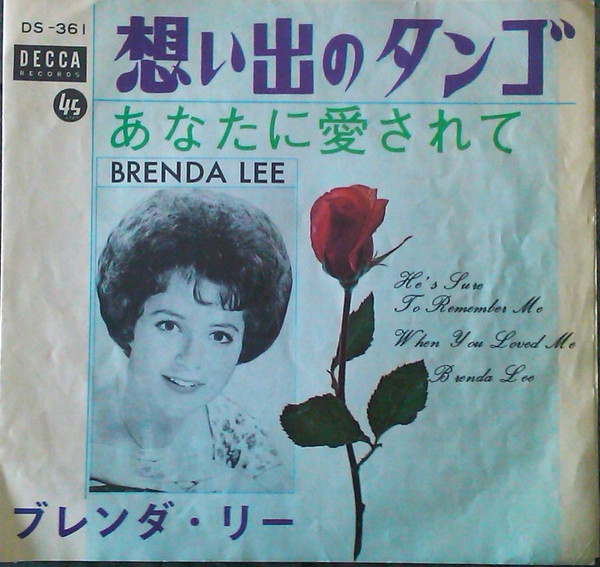 DS-361
DECCA
RECORDS
45
想い出のタンゴ
あなたに愛されて
BRENDA LEE
He's Sure
To Remember Me
When You Loved Me
Brenda Lee
ブレンダ・リー